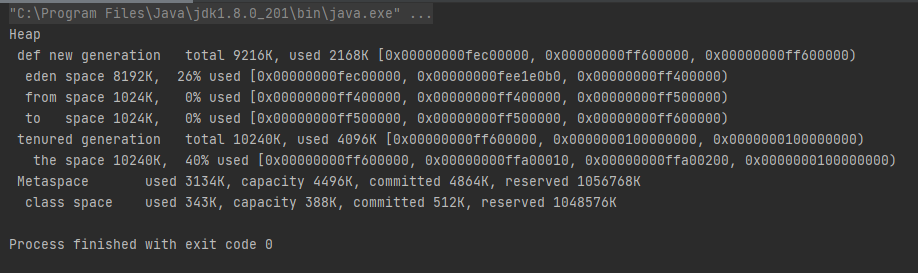 "C:\Program Files\Java\jdk1.8.0_201\bin\java.exe" ...
Heap
 def new generation   total 9216K, used 2168K [0x00000000fec00000, 0x00000000ff600000, 0x00000000ff600000)
  eden space 8192K,  26% used [0x00000000fec00000, 0x00000000fee1e0b0, 0x00000000ff400000)
  from space 1024K,   0% used [0x00000000ff400000, 0x00000000ff400000, 0x00000000ff500000)
  to   space 1024K,   0% used [0x00000000ff500000, 0x00000000ff500000, 0x00000000ff600000)
 tenured generation   total 10240K, used 4096K [0x00000000ff600000, 0x0000000100000000, 0x0000000100000000)
   the space 10240K,  40% used [0x00000000ff600000, 0x00000000ffa00010, 0x00000000ffa00200, 0x0000000100000000)
 Metaspace       used 3134K, capacity 4496K, committed 4864K, reserved 1056768K
  class space    used 343K, capacity 388K, committed 512K, reserved 1048576K
Process finished with exit code 0